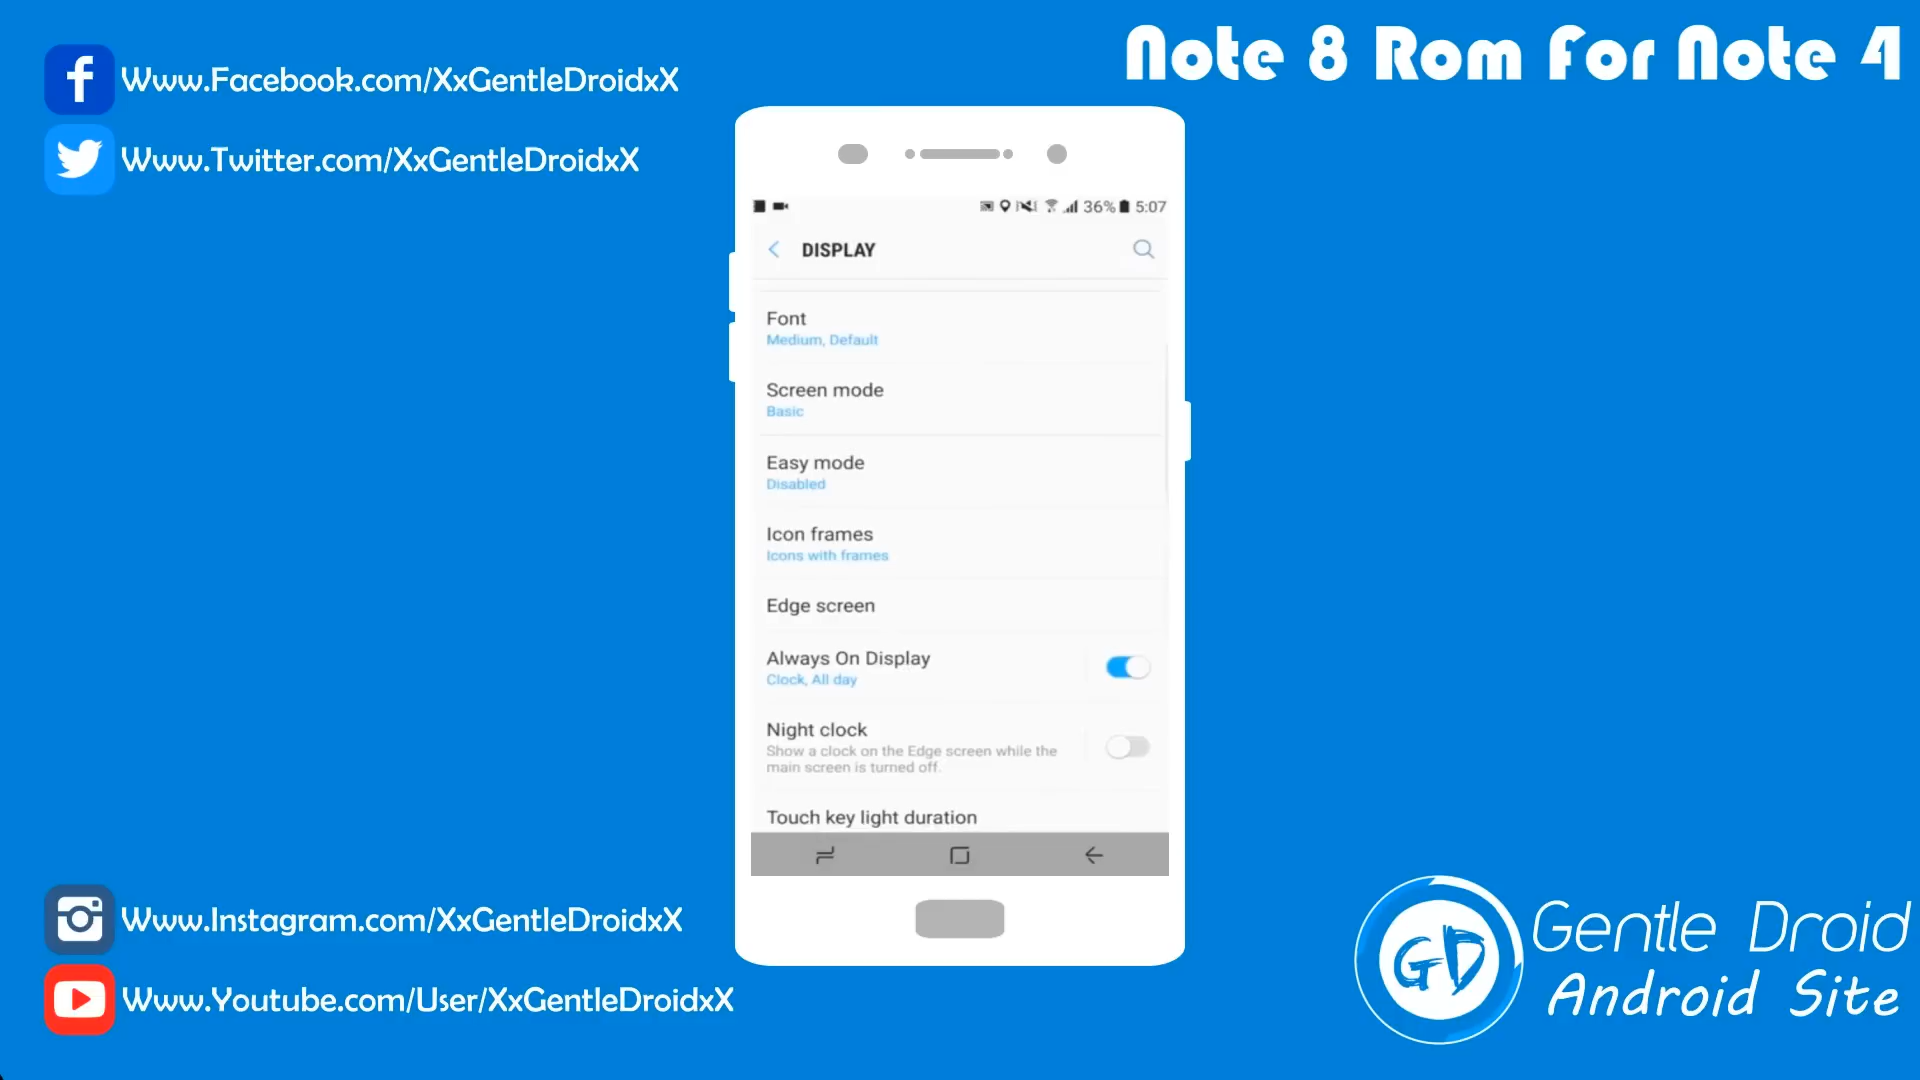 Note 8 Rom For Note 4
Www.Facebook.com/XxGentleDroidxX
Www.Twitter.com/XxGentleDroidxX
36% 5:07
DISPLAY
Font
Medium, Default
Screen mode
Basic
Easy mode
Disabled
Icon frames
Icons with frames
Edge screen
Always On Display
Clock, All day
Night clock
Show a clock on the Edge screen while the
main screen is turned off.
Touch key light duration
Www.Instagram.com/XxGentleDroidxX
Www.Youtube.com/User/XxGentleDroidxX
GD
Gentle Droid
Android Site